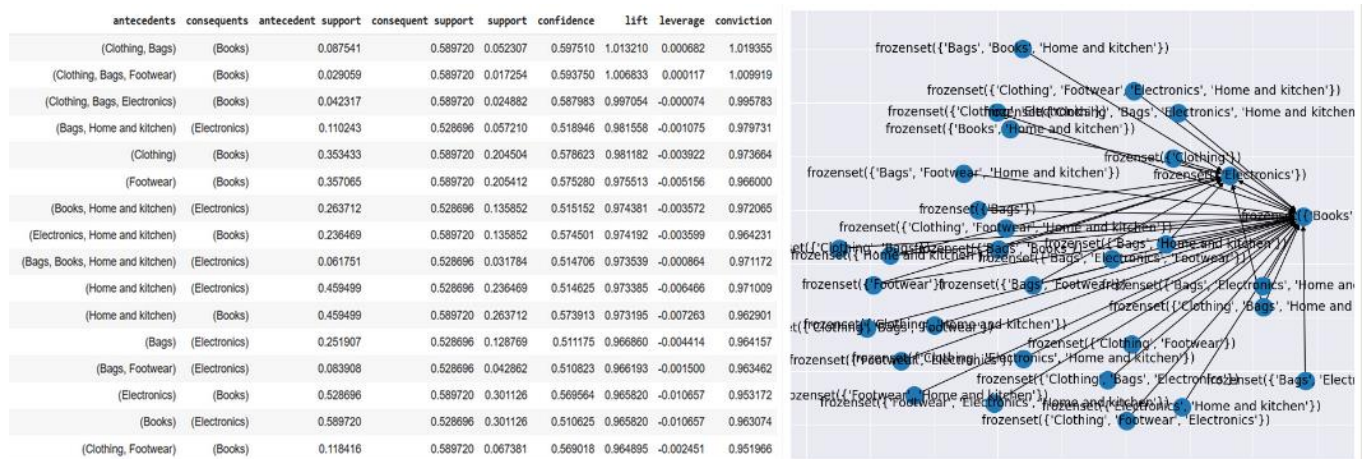 antecedents consequents antecedent support consequent support support confidence lift leverage conviction
(Clothing, Bags) (Books) 0.087541 0.589720 0.052307 0.597510 1.013210 0.000682 1.019355
(Clothing, Bags, Footwear) (Books) 0.029059 0.589720 0.017254 0.593750 1.006833 0.000117 1.009919
(Clothing, Bags, Electronics) (Books) 0.042317 0.589720 0.024882 0.587983 0.997054 -0.000074 0.995783
(Bags, Home and kitchen) (Electronics) 0.110243 0.528696 0.057210 0.518946 0.981558 -0.001075 0.979731
(Clothing) (Books) 0.353433 0.589720 0.204504 0.578623 0.981182 -0.003922 0.973664
(Footwear) (Books) 0.357065 0.589720 0.205412 0.575280 0.975513 -0.005156 0.966000
(Books, Home and kitchen) (Electronics) 0.263712 0.528696 0.135852 0.515152 0.974381 -0.003572 0.972065
(Electronics, Home and kitchen) (Books) 0.236469 0.589720 0.135852 0.574501 0.974192 -0.003599 0.964231
(Bags, Books, Home and kitchen) (Electronics) 0.061751 0.528696 0.031784 0.514706 0.973539 -0.000864 0.971172
(Home and kitchen) (Electronics) 0.459499 0.528696 0.236469 0.514625 0.973385 -0.006466 0.971009
(Home and kitchen) (Books) 0.459499 0.589720 0.263712 0.573913 0.973195 -0.007263 0.962901
(Bags) (Electronics) 0.251907 0.528696 0.128769 0.511175 0.966860 -0.004414 0.964157
(Bags, Footwear) (Electronics) 0.083908 0.528696 0.042862 0.510823 0.966193 -0.001500 0.963462
(Electronics) (Books) 0.528696 0.589720 0.301126 0.569564 0.965820 -0.010657 0.953172
(Books) (Electronics) 0.589720 0.528696 0.301126 0.510625 0.965820 -0.010657 0.963074
(Clothing, Footwear) (Books) 0.118416 0.589720 0.067381 0.569018 0.964895 -0.002451 0.951966
frozenset({'Bags', 'Books', 'Home and kitchen'})
frozenset({'Clothing', 'Footwear', 'Electronics', 'Home and kitchen'})
'Bags', 'Electronics', 'Home and kitchen
frozenset({'Books', 'Home and kitchen'})
frozenset({'Clothing'})
frozenset({'Bags', 'Footwear', 'Home and kitchen'})
frozenset({'Electronics'})
frozenset({'Bags'})
'Books'
frozenset({'Clothing', 'Footwear', 'Home and kitchen'})
frozenset({'Bags', 'Electronics', 'Footwear'})
frozenset({'Footwear'})
frozenset({'Bags', 'Footwear'})
'Electronics', 'Home an
frozenset({'Clothing', 'Bags', 'Home and
frozenset({'Clothing', 'Footwear'})
'Electronics', 'Home and kitchen'})
frozenset({'Clothing', 'Bags', 'Electronics'})
'Electronics', 'Home and kitchen'})
frozenset({'Clothing', 'Footwear', 'Electronics'})